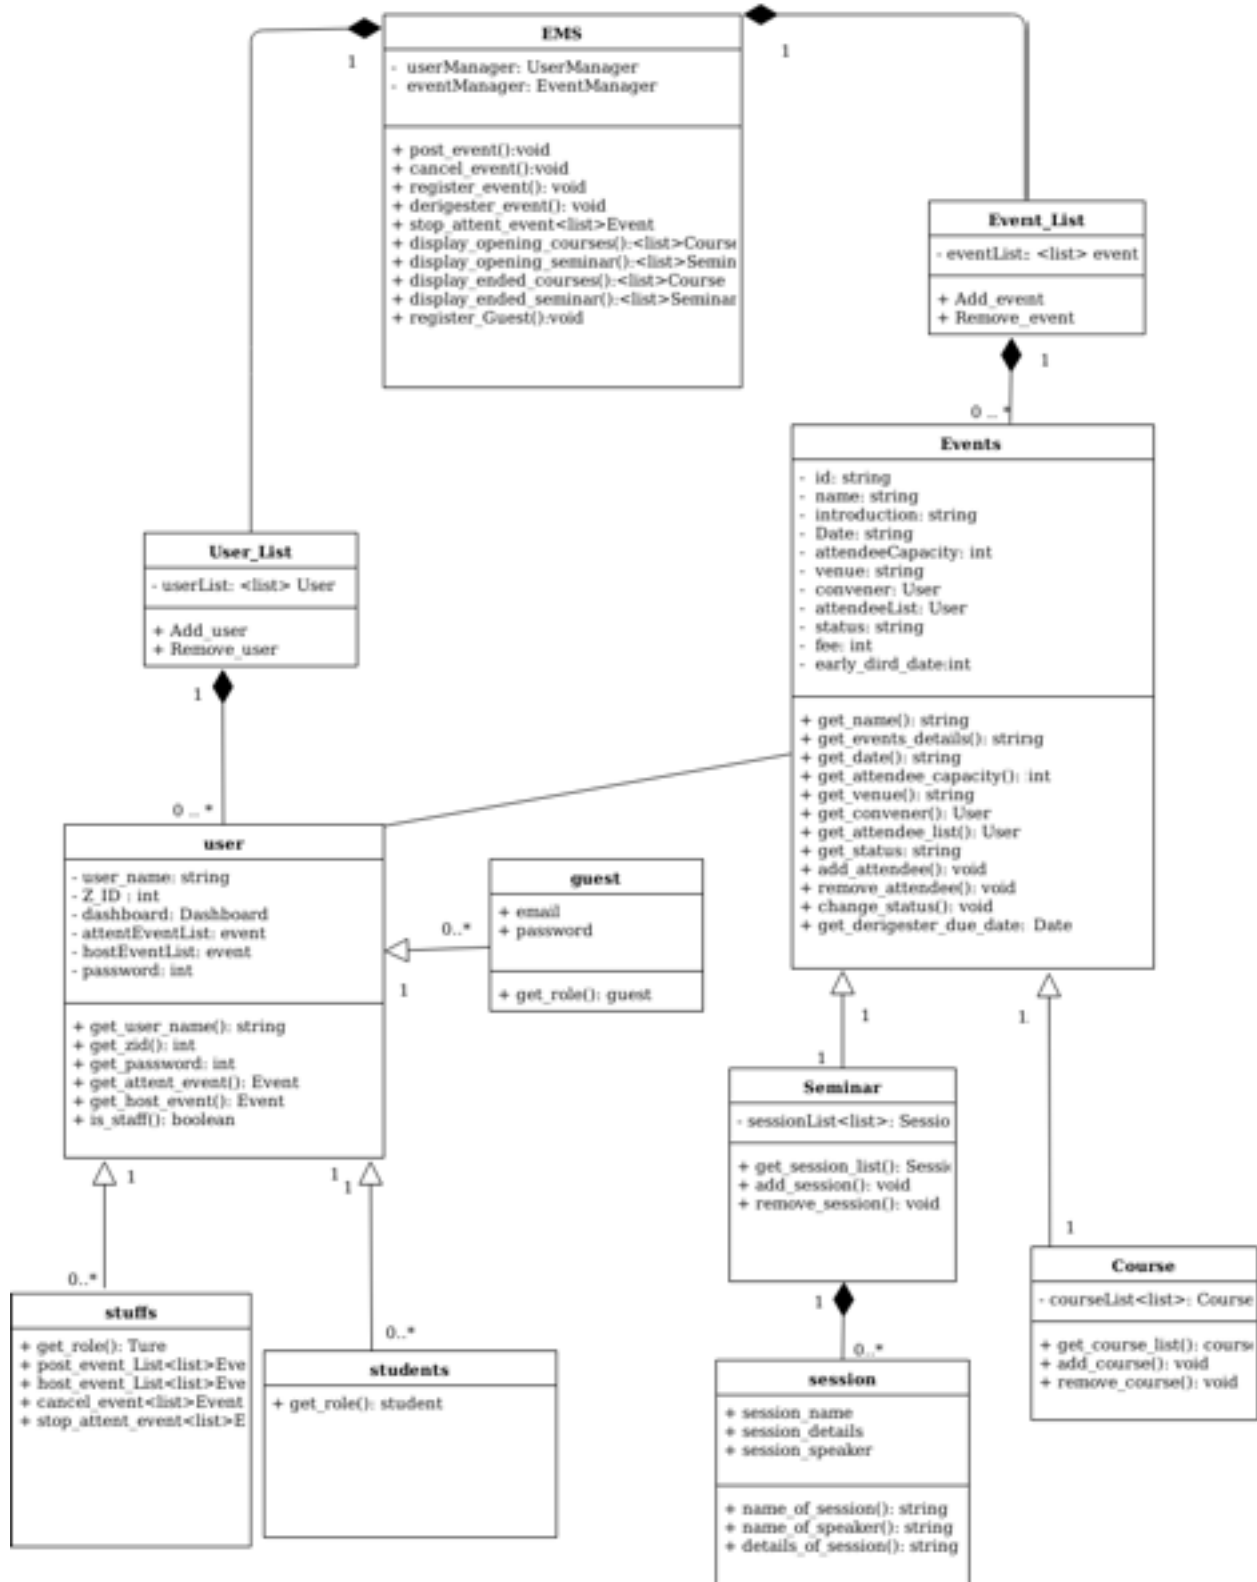 EMS
1
1
- userManager: UserManager
- eventManager: EventManager
+ post_event():void
+ cancel_event():void
+ register_event(): void
+ derigester_event(): void
+ stop_attent_event<list>Event
+ display_opening_courses():<list>Course
+ display_opening_seminar():<list>Semin
+ display_ended_courses():<list>Course
+ display_ended_seminar():<list>Seminar
+ register_Guest():void
Event_List
- eventList: <list> event
+ Add_event
+ Remove_event
1
0 .. *
Events
- id: string
- name: string
- introduction: string
- Date: string
- attendeeCapacity: int
- venue: string
- convener: User
- attendeeList: User
- status: string
- fee: int
- early_dird_date:int
+ get_name(): string
+ get_events_details(): string
+ get_date(): string
+ get_attendee_capacity(): int
+ get_venue(): string
+ get_convener(): User
+ get_attendee_list(): User
+ get_status: string
+ add_attendee(): void
+ remove_attendee(): void
+ change_status(): void
+ get_derigester_due_date: Date
User_List
- userList: <list> User
+ Add_user
+ Remove_user
1
0 .. *
user
- user_name: string
- Z_ID : int
- dashboard: Dashboard
- attentEventList: event
- hostEventList: event
- password: int
+ get_user_name(): string
+ get_zid(): int
+ get_password: int
+ get_attent_event(): Event
+ get_host_event(): Event
+ is_staff(): boolean
guest
+ email
+ password
+ get_role(): guest
0..*
1
1
1
1
0..*
stuffs
+ get_role(): Ture
+ post_event_List<list>Eve
+ host_event_List<list>Eve
+ cancel_event<list>Event
+ stop_attent_event<list>E
0..*
students
+ get_role(): student
1
1
Seminar
- sessionList<list>: Sessio
+ get_session_list(): Sessi
+ add_session(): void
+ remove_session(): void
1
0..*
session
+ session_name
+ session_details
+ session_speaker
+ name_of_session(): string
+ name_of_speaker(): string
+ details_of_session(): string
1
1
Course
- courseList<list>: Course
+ get_course_list(): cours
+ add_course(): void
+ remove_course(): void